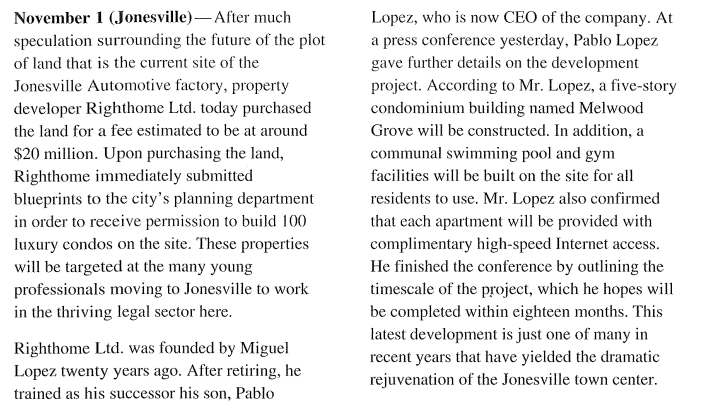 November 1 (Jonesville)—After much
speculation surrounding the future of the plot
of land that is the current site of the
Jonesville Automotive factory, property
developer Righthome Ltd. today purchased
the land for a fee estimated to be at around
$20 million. Upon purchasing the land,
Righthome immediately submitted
blueprints to the city’s planning department
in order to receive permission to build 100
luxury condos on the site. These properties
will be targeted at the many young
professionals moving to Jonesville to work
in the thriving legal sector here.
Righthome Ltd. was founded by Miguel
Lopez twenty years ago. After retiring, he
trained as his successor his son, Pablo
Lopez, who is now CEO of the company. At
a press conference yesterday, Pablo Lopez
gave further details on the development
project. According to Mr. Lopez, a five-story
condominium building named Melwood
Grove will be constructed. In addition, a
communal swimming pool and gym
facilities will be built on the site for all
residents to use. Mr. Lopez also confirmed
that each apartment will be provided with
complimentary high-speed Internet access.
He finished the conference by outlining the
timescale of the project, which he hopes will
be completed within eighteen months. This
latest development is just one of many in
recent years that have yielded the dramatic
rejuvenation of the Jonesville town center.